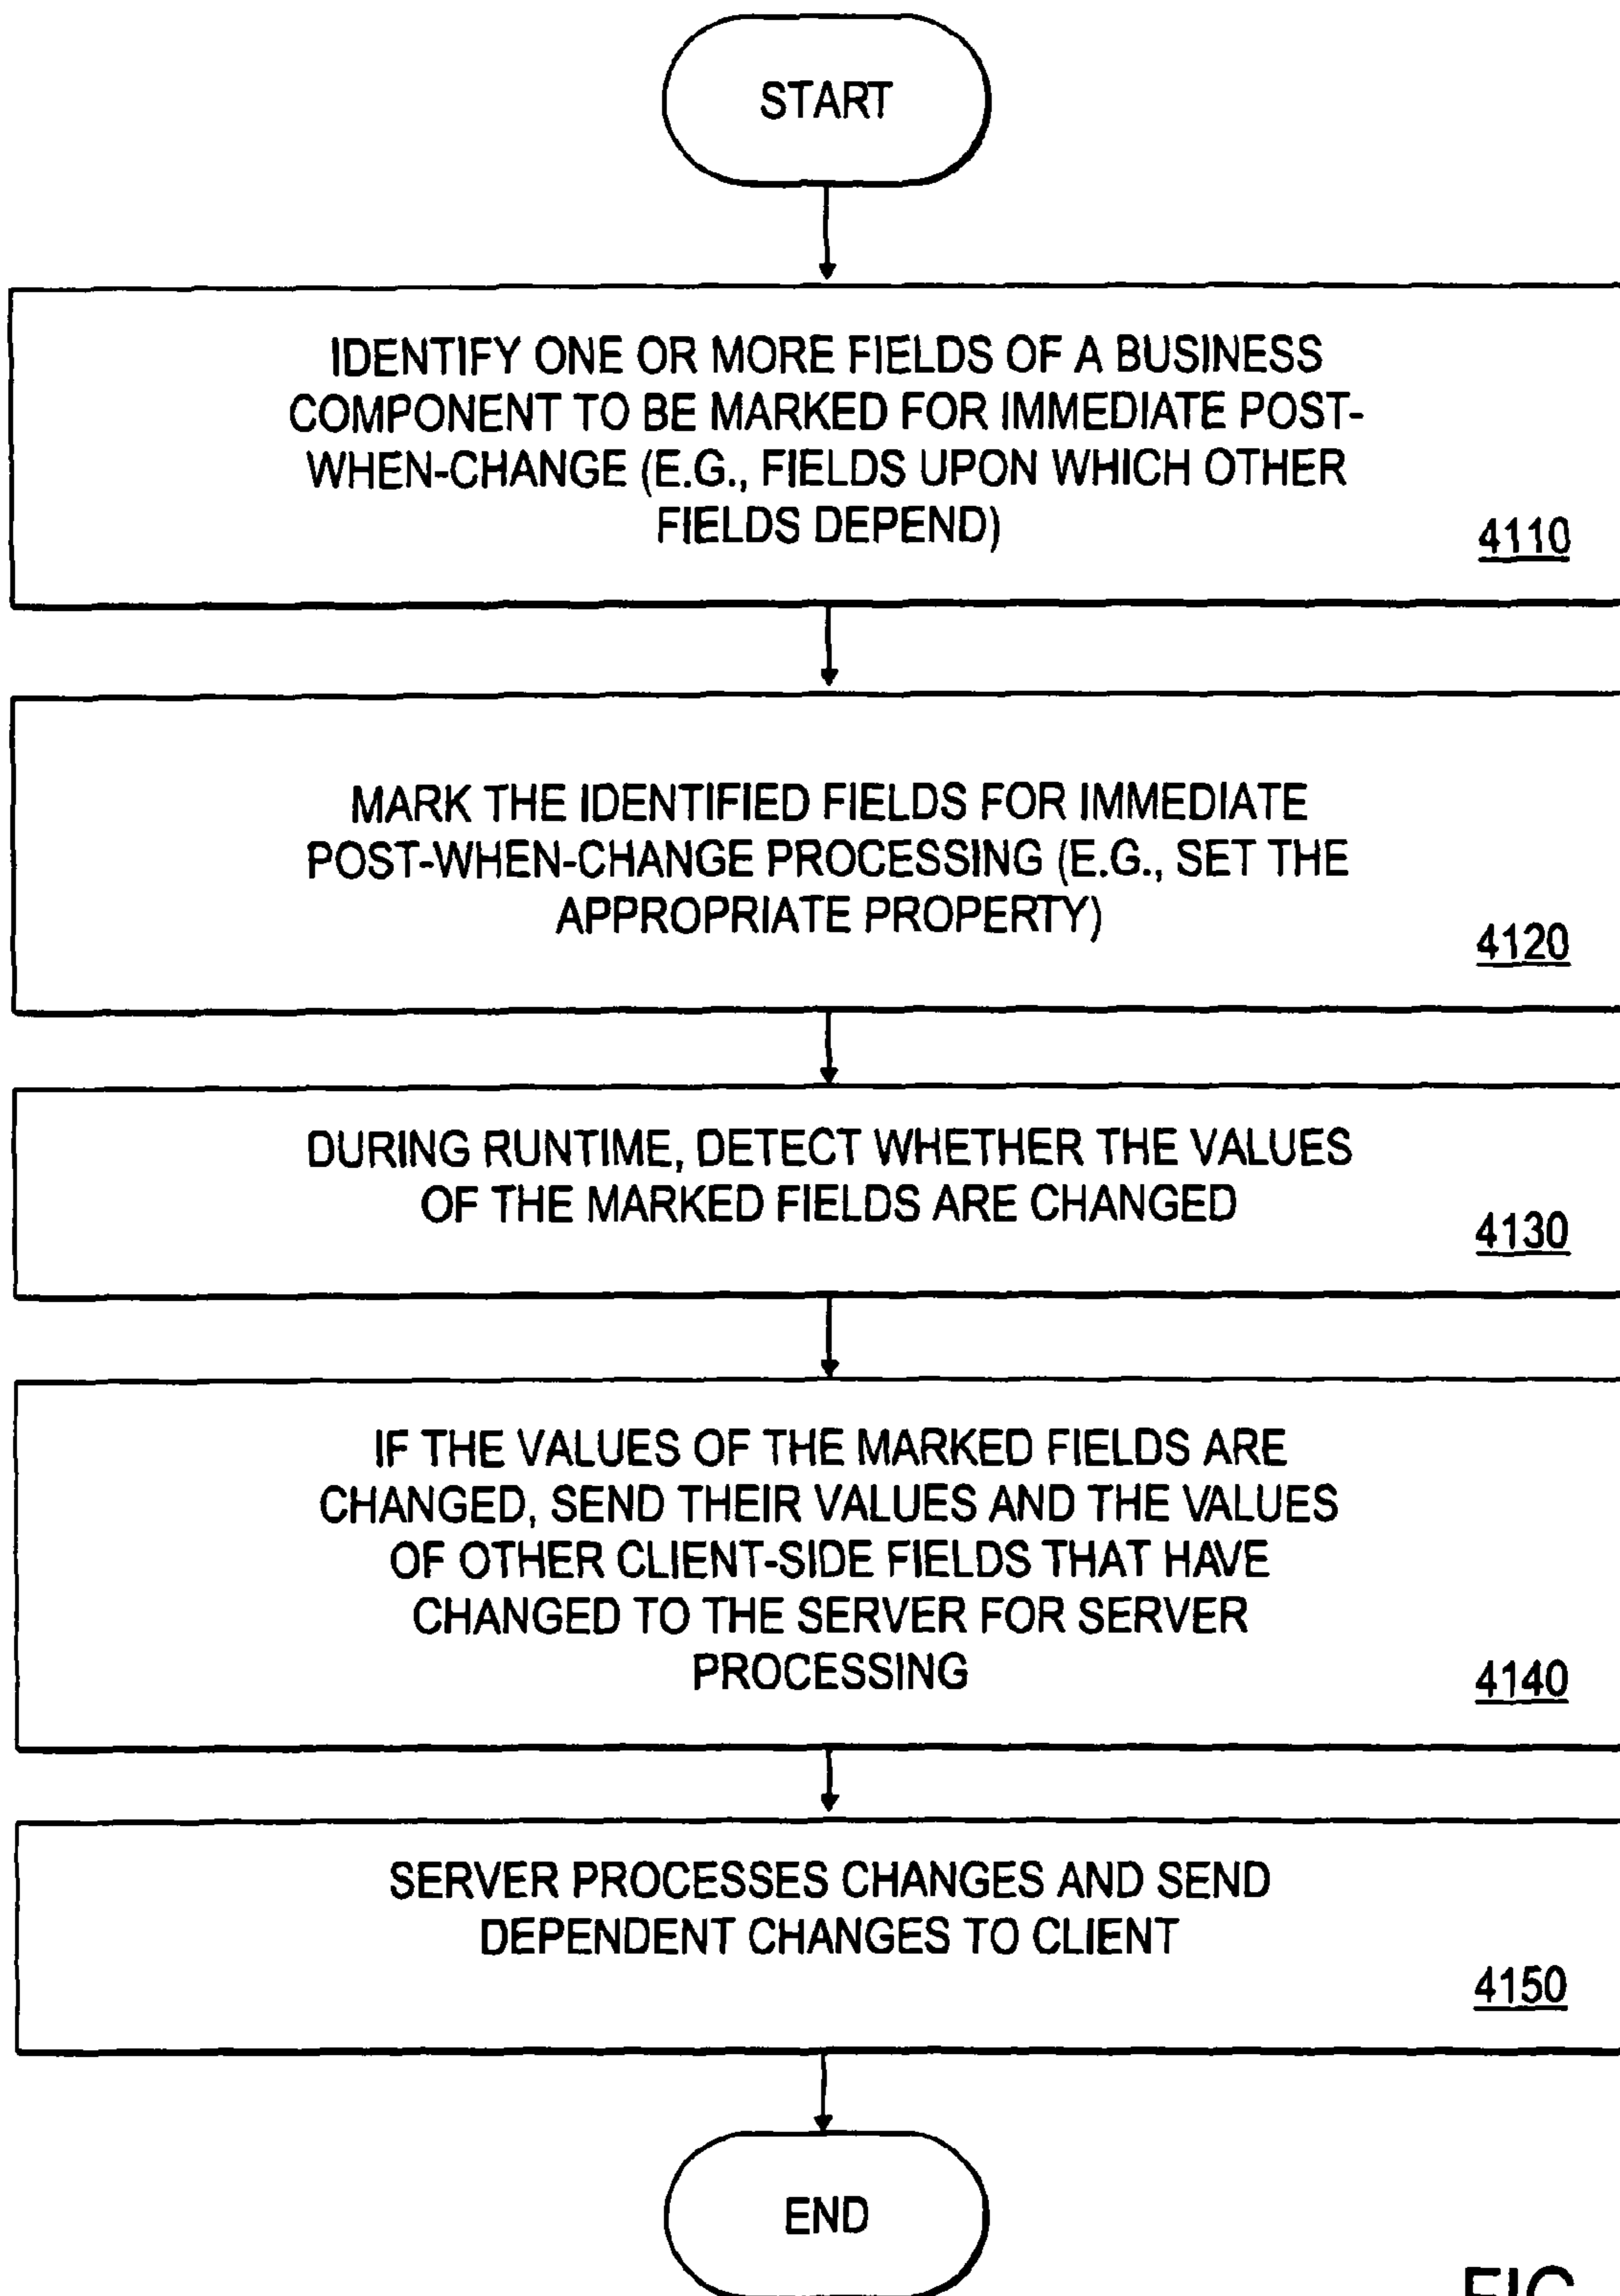 START
IDENTIFY ONE OR MORE FIELDS OF A BUSINESS
COMPONENT TO BE MARKED FOR IMMEDIATE POST-
WHEN-CHANGE (E.G., FIELDS UPON WHICH OTHER
FIELDS DEPEND)
4110
MARK THE IDENTIFIED FIELDS FOR IMMEDIATE
POST-WHEN-CHANGE PROCESSING (E.G., SET THE
APPROPRIATE PROPERTY)
4120
DURING RUNTIME, DETECT WHETHER THE VALUES
OF THE MARKED FIELDS ARE CHANGED
4130
IF THE VALUES OF THE MARKED FIELDS ARE
CHANGED, SEND THEIR VALUES AND THE VALUES
OF OTHER CLIENT-SIDE FIELDS THAT HAVE
CHANGED TO THE SERVER FOR SERVER
PROCESSING
4140
SERVER PROCESSES CHANGES AND SEND
DEPENDENT CHANGES TO CLIENT
4150
END